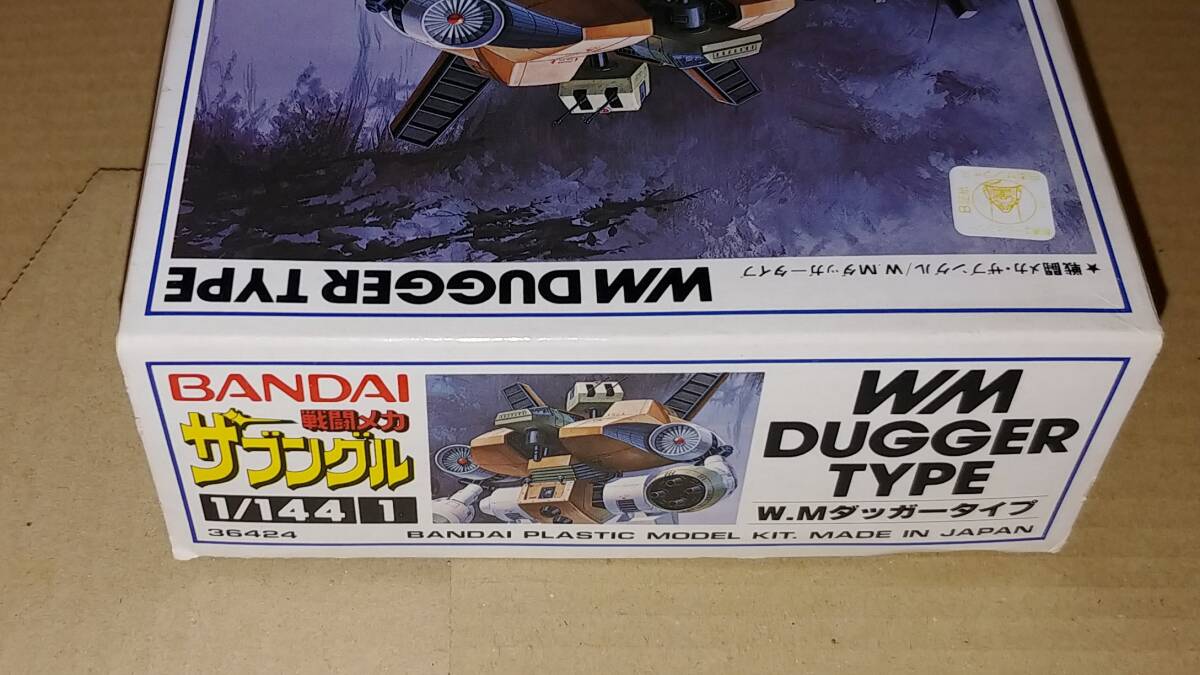 ★戦闘メカ・ザブングル/W.Mダッガータイプ
WM DUGGER TYPE
BANDAI
戦闘メカ
ザブングル
1/144 1
36424
WM
DUGGER
TYPE
W.Mダッガータイプ
BANDAI PLASTIC MODEL KIT. MADE IN JAPAN